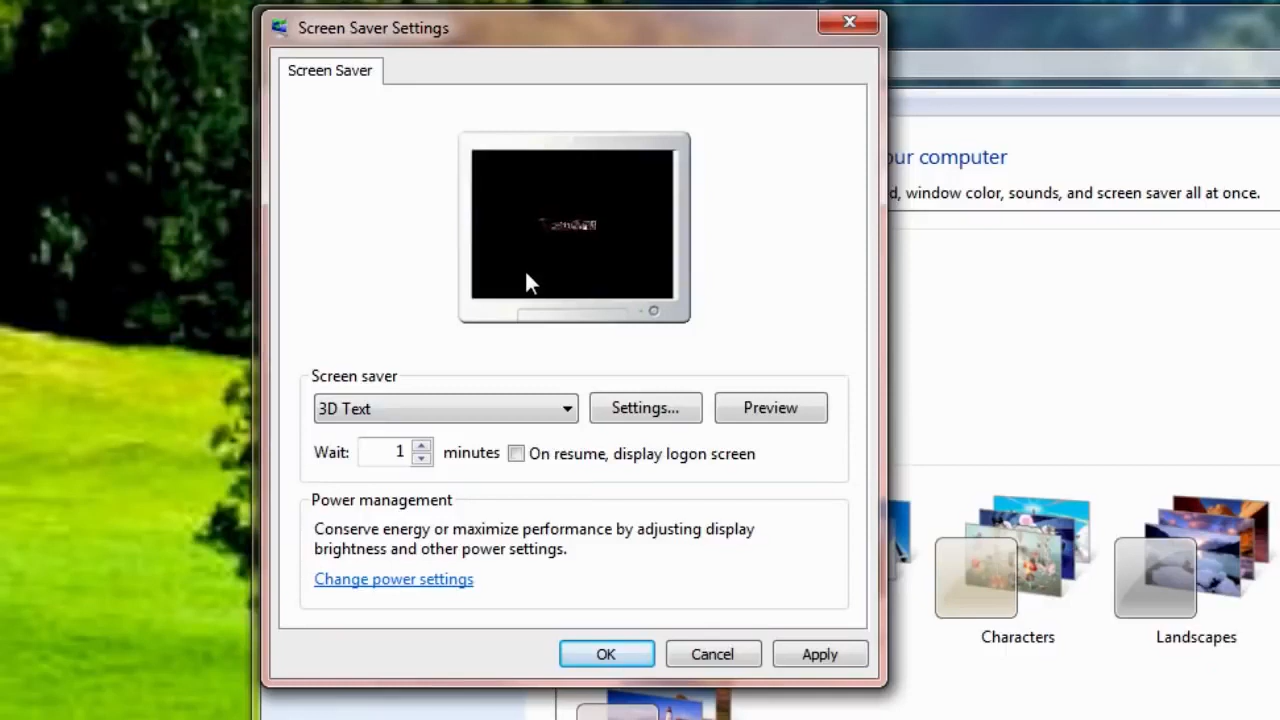 Screen Saver Settings
Screen Saver
our computer
d, window color, sounds, and screen saver all at once.
Screen saver
3D Text
Settings...
Preview
Wait: 1 minutes
On resume, display logon screen
Power management
Conserve energy or maximize performance by adjusting display
brightness and other power settings.
Change power settings
Characters
Landscapes
OK
Cancel
Apply